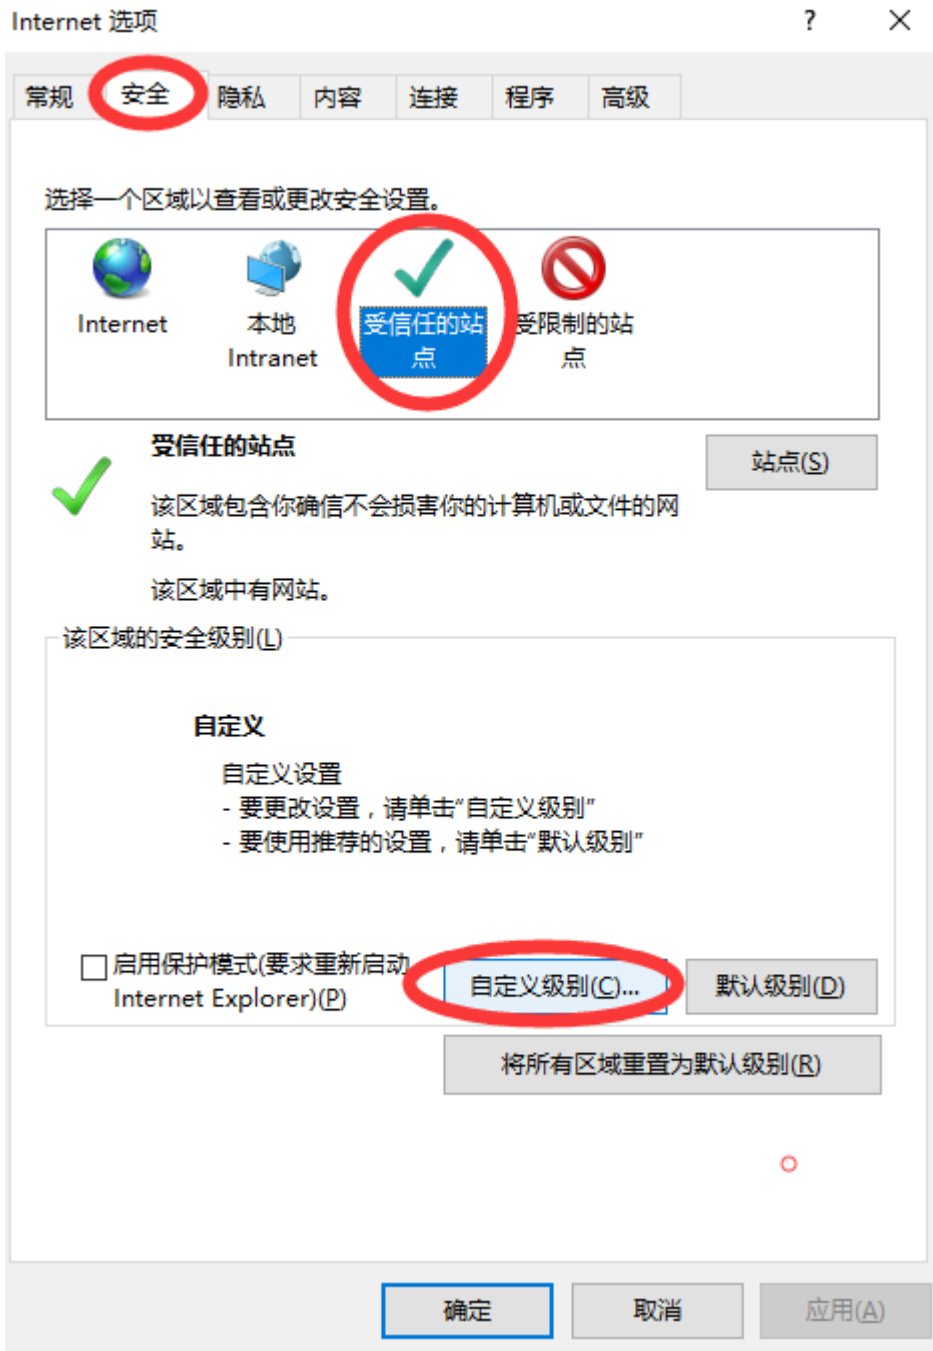 Internet 选项
?
常规 安全 隐私 内容 连接 程序 高级
选择一个区域以查看或更改安全设置。
Internet
本地
Intranet
受信任的站
点
受限制的站
点
受信任的站点
站点(S)
该区域包含你确信不会损害你的计算机或文件的网
站。
该区域中有网站。
该区域的安全级别(L)
自定义
自定义设置
- 要更改设置，请单击“自定义级别”
- 要使用推荐的设置，请单击“默认级别”
启用保护模式(要求重新启动
Internet Explorer)(P)
自定义级别(C)...
默认级别(D)
将所有区域重置为默认级别(R)
确定
取消
应用(A)